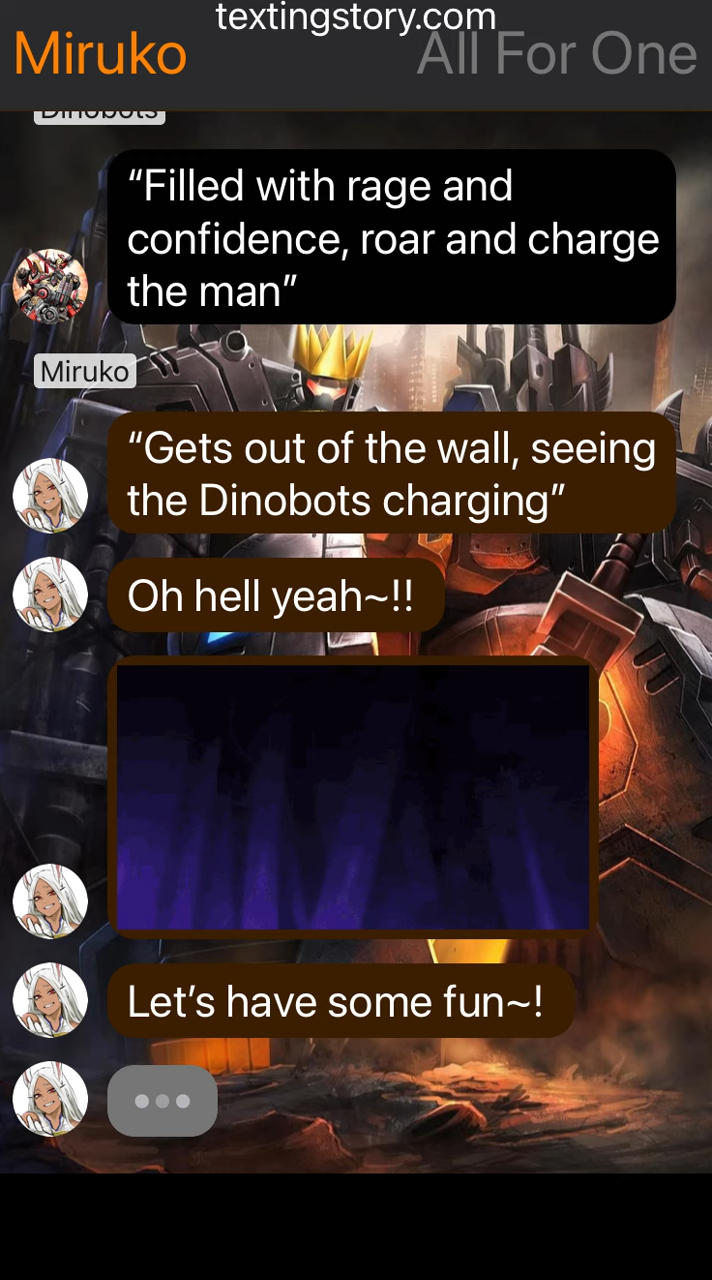 textingstory.com
Miruko
All For One
Dinobots
“Filled with rage and
confidence, roar and charge
the man”
Miruko
“Gets out of the wall, seeing
the Dinobots charging”
Oh hell yeah~!!
Let’s have some fun~!